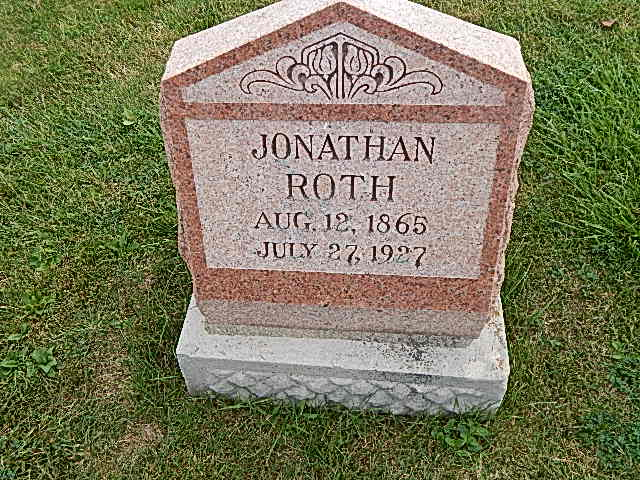 JONATHAN
ROTH
AUG. 12, 1865
JULY 27, 1927